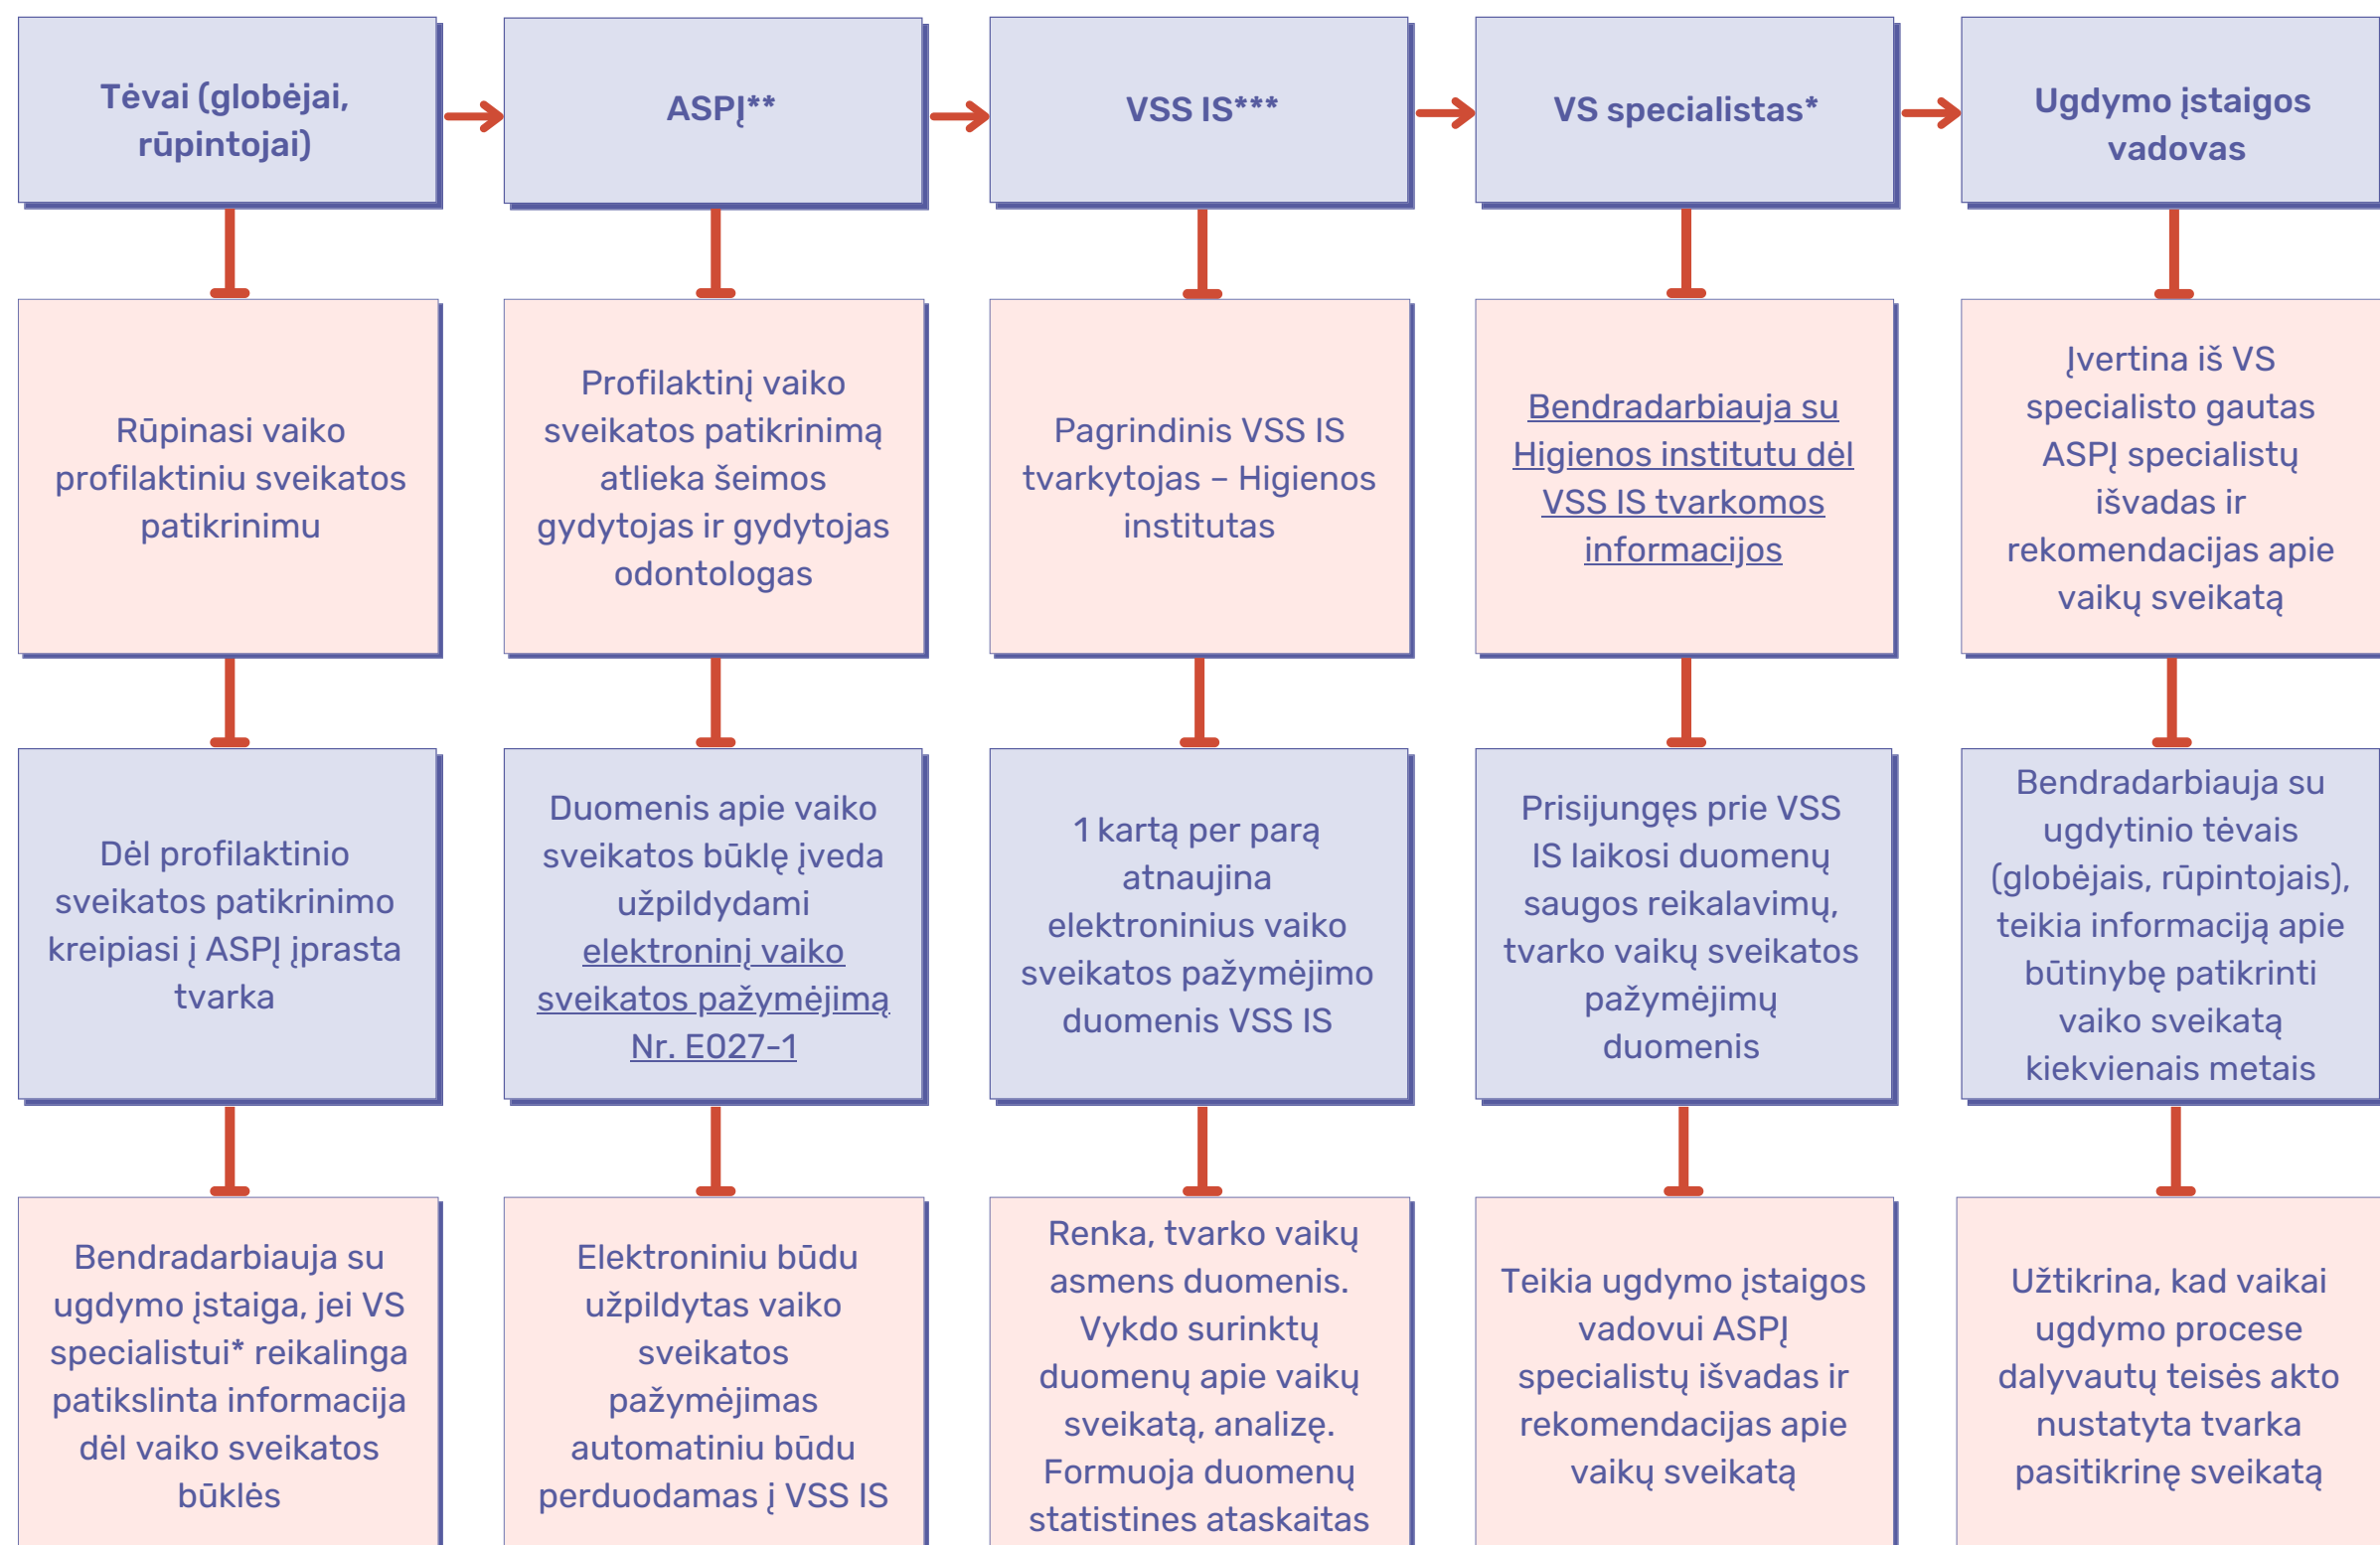 Tėvai (globėjai,
rūpintojai)
ASPĮ**
VSS IS***
VS specialistas*
Ugdymo įstaigos
vadovas
Rūpinasi vaiko
profilaktiniu sveikatos
patikrinimu
Profilaktinį vaiko
sveikatos patikrinimą
atlieka šeimos
gydytojas ir gydytojas
odontologas
Pagrindinis VSS IS
tvarkytojas – Higienos
institutas
Bendradarbiauja su
Higienos institutu dėl
VSS IS tvarkomos
informacijos
Įvertina iš VS
specialisto gautas
ASPĮ specialistų
išvadas ir
rekomendacijas apie
vaikų sveikatą
Dėl profilaktinio
sveikatos patikrinimo
kreipiasi į ASPĮ įprasta
tvarka
Duomenis apie vaiko
sveikatos būklę įveda
užpildydami
elektroninį vaiko
sveikatos pažymėjimą
Nr. E027-1
1 kartą per parą
atnaujina
elektroninius vaiko
sveikatos pažymėjimo
duomenis VSS IS
Prisijungęs prie VSS
IS laikosi duomenų
saugos reikalavimų,
tvarko vaikų sveikatos
pažymėjimų
duomenis
Bendradarbiauja su
ugdytinio tėvais
(globėjais, rūpintojais),
teikia informaciją apie
būtinybę patikrinti
vaiko sveikatą
kiekvienais metais
Bendradarbiauja su
ugdymo įstaiga, jei VS
specialistui* reikalinga
patikslinta informacija
dėl vaiko sveikatos
būklės
Elektroniniu būdu
užpildytas vaiko
sveikatos
pažymėjimas
automatiniu būdu
perduodamas į VSS IS
Renka, tvarko vaikų
asmens duomenis.
Vykdo surinktų
duomenų apie vaikų
sveikatą, analizę.
Formuoja duomenų
statistines ataskaitas
Teikia ugdymo įstaigos
vadovui ASPĮ
specialistų išvadas ir
rekomendacijas apie
vaikų sveikatą
Užtikrina, kad vaikai
ugdymo procese
dalyvautų teisės akto
nustatyta tvarka
pasitikrinę sveikatą